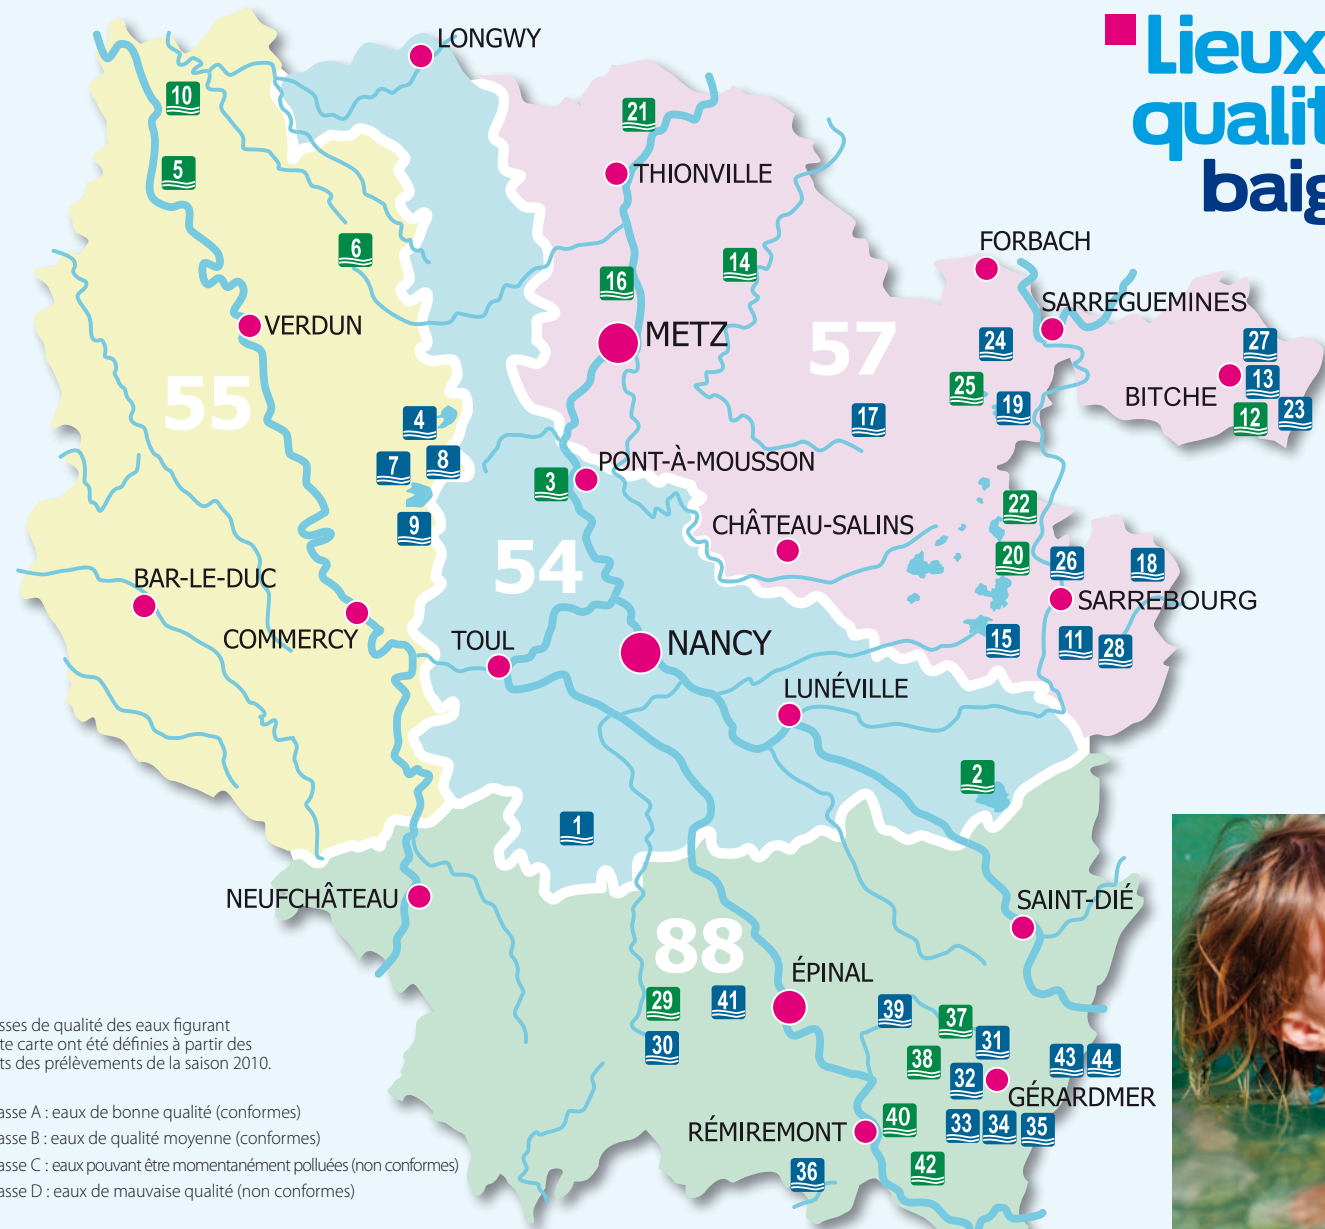 Lieux
qualit
baig
LONGWY
10
21
5
THIONVILLE
6
14
FORBACH
16
SARREGUEMINES
VERDUN
METZ
57
24
27
55
25
13
BITCHE
4
17
19
12
23
7
8
3
PONT-À-MOUSSON
9
22
CHÂTEAU-SALINS
54
20
26
18
BAR-LE-DUC
SARREBOURG
COMMERCY
TOUL
NANCY
15
11
28
LUNÉVILLE
2
1
NEUFCHÂTEAU
SAINT-DIÉ
88
ÉPINAL
29
41
39
37
30
31
38
43
44
32
GÉRARDMER
40
33
34
35
RÉMIREMONT
36
42
sses de qualité des eaux figurant
te carte ont été définies à partir des
ts des prélèvements de la saison 2010.
asse A : eaux de bonne qualité (conformes)
asse B : eaux de qualité moyenne (conformes)
asse C : eaux pouvant être momentanément polluées (non conformes)
asse D : eaux de mauvaise qualité (non conformes)